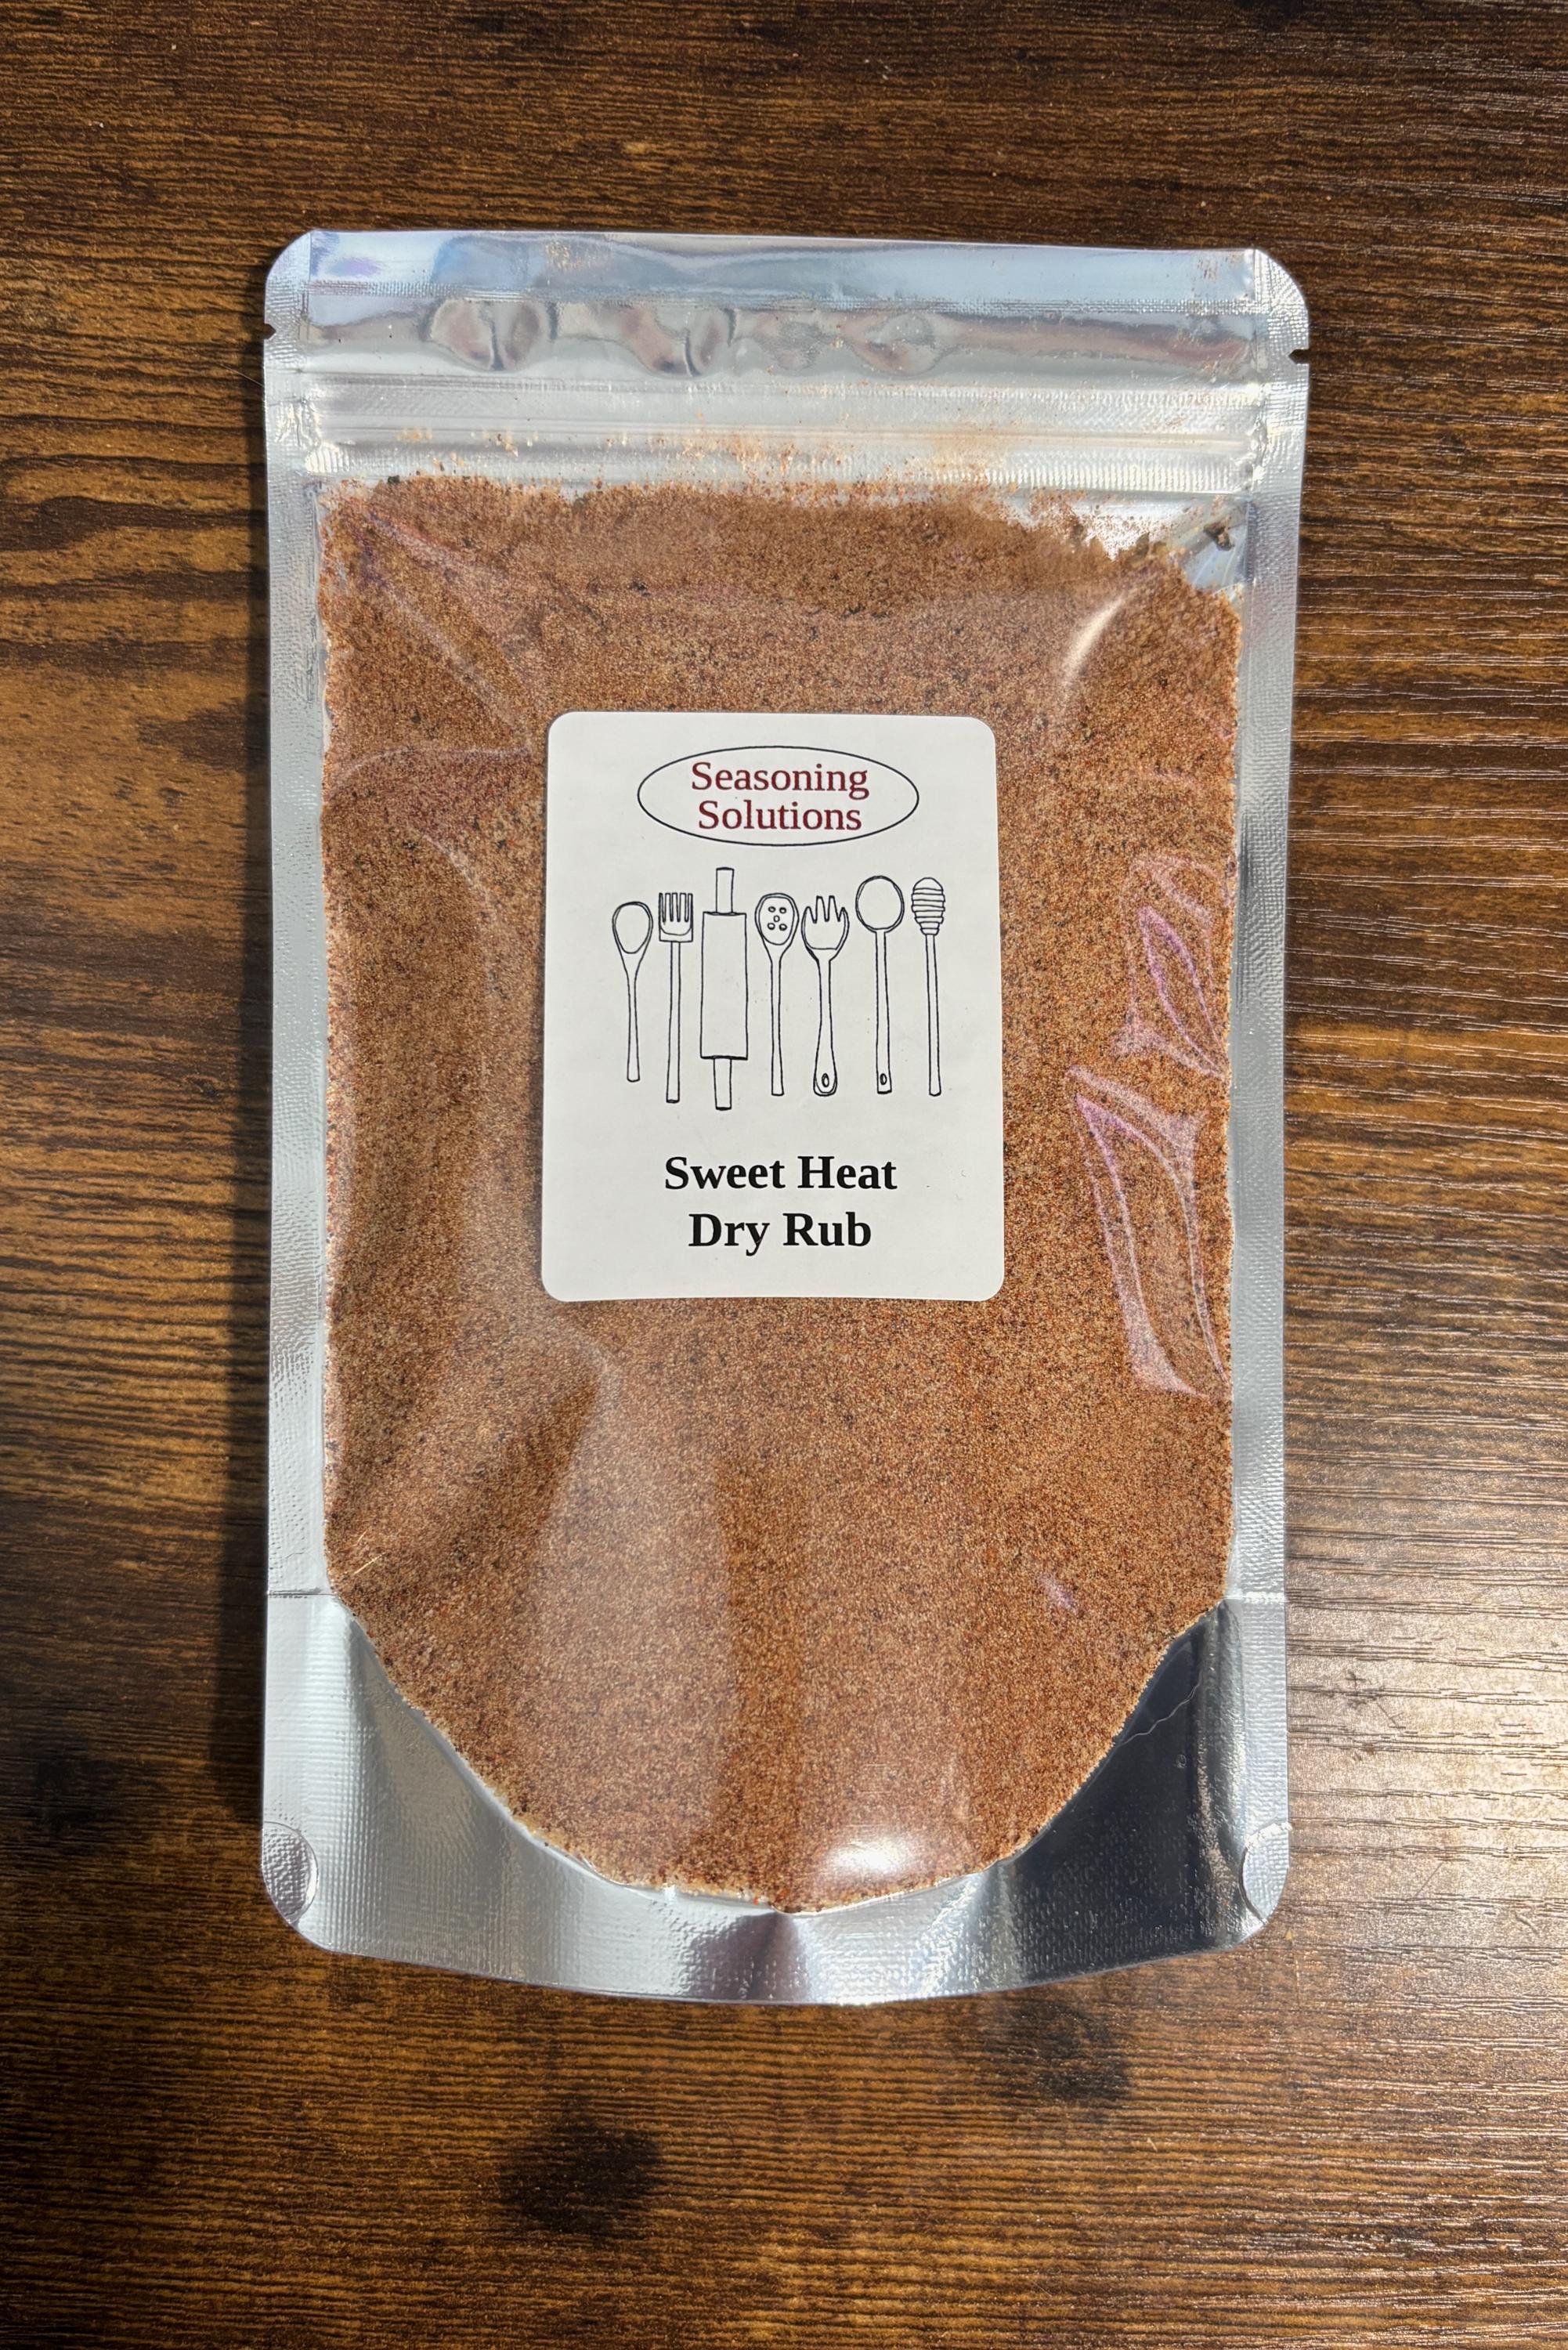 Seasoning
Solutions
Sweet Heat
Dry Rub